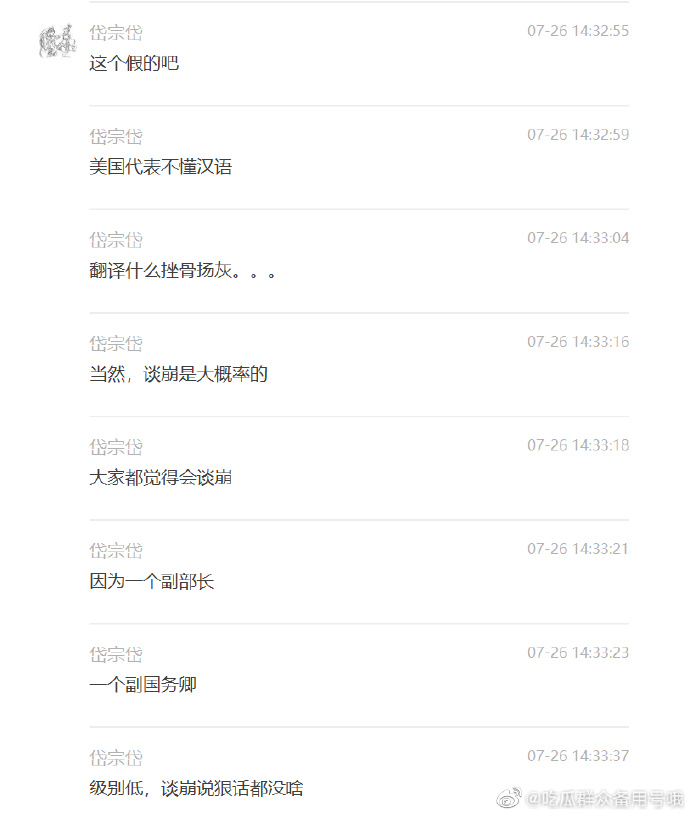 岱宗岱
07-26 14:32:55
这个假的吧
岱宗岱
07-26 14:32:59
美国代表不懂汉语
岱宗岱
07-26 14:33:04
翻译什么挫骨扬灰。。。
岱宗岱
07-26 14:33:16
当然，谈崩是大概率的
岱宗岱
07-26 14:33:18
大家都觉得会谈崩
岱宗岱
07-26 14:33:21
因为一个副部长
岱宗岱
07-26 14:33:23
一个副国务卿
岱宗岱
07-26 14:33:37
级别低，谈崩说狠话都没啥
@吃瓜群众备用号哦